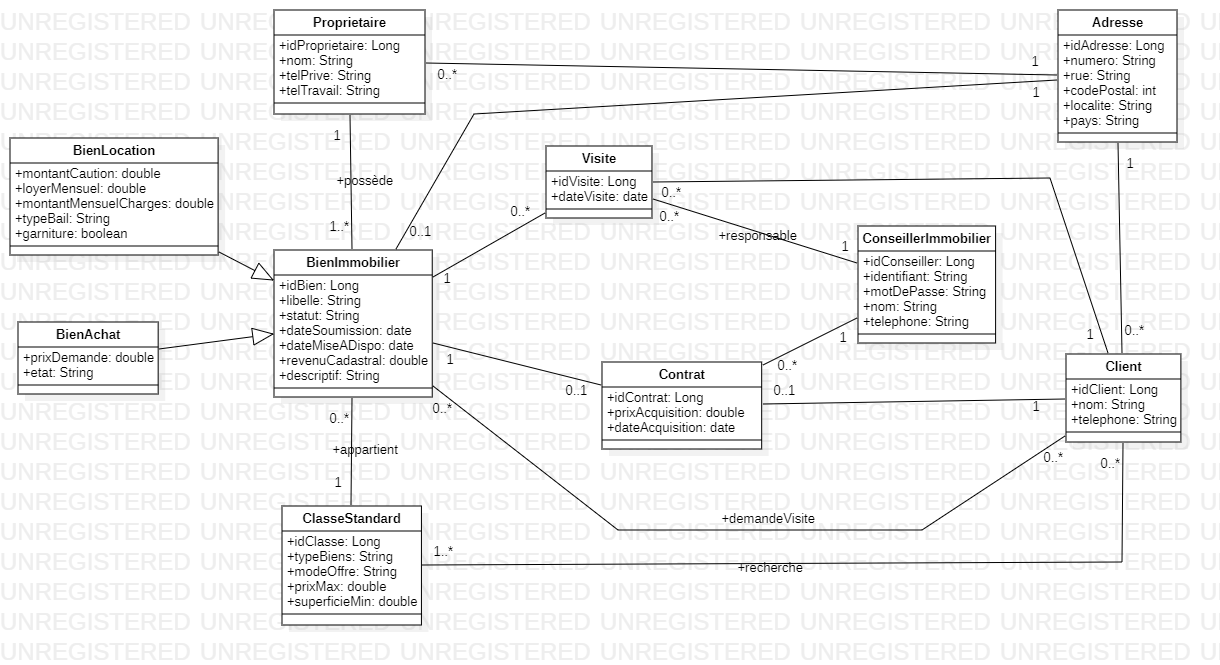 Proprietaire
+idProprietaire: Long
+nom: String
+telPrive: String
+telTravail: String
Adresse
+idAdresse: Long
+numero: String
+rue: String
+codePostal: int
+localite: String
+pays: String
0..*
1
1
1
1
+possède
1..*
0..1
BienLocation
+montantCaution: double
+loyerMensuel: double
+montantMensuelCharges: double
+typeBail: String
+garniture: boolean
Visite
+idVisite: Long
+dateVisite: date
0..*
0..*
0..*
+responsable
1
1
ConseillerImmobilier
+idConseiller: Long
+identifiant: String
+motDePasse: String
+nom: String
+telephone: String
BienImmobilier
+idBien: Long
+libelle: String
+statut: String
+dateSoumission: date
+dateMiseADispo: date
+revenuCadastral: double
+descriptif: String
BienAchat
+prixDemande: double
+etat: String
1
0..*
1
0..*
1
0..1
0..1
1
Contrat
+idContrat: Long
+prixAcquisition: double
+dateAcquisition: date
Client
+idClient: Long
+nom: String
+telephone: String
0..*
0..*
0..*
0..*
+appartient
1
+demandeVisite
ClasseStandard
+idClasse: Long
+typeBiens: String
+modeOffre: String
+prixMax: double
+superficieMin: double
1..*
+recherche
UNREGISTERED